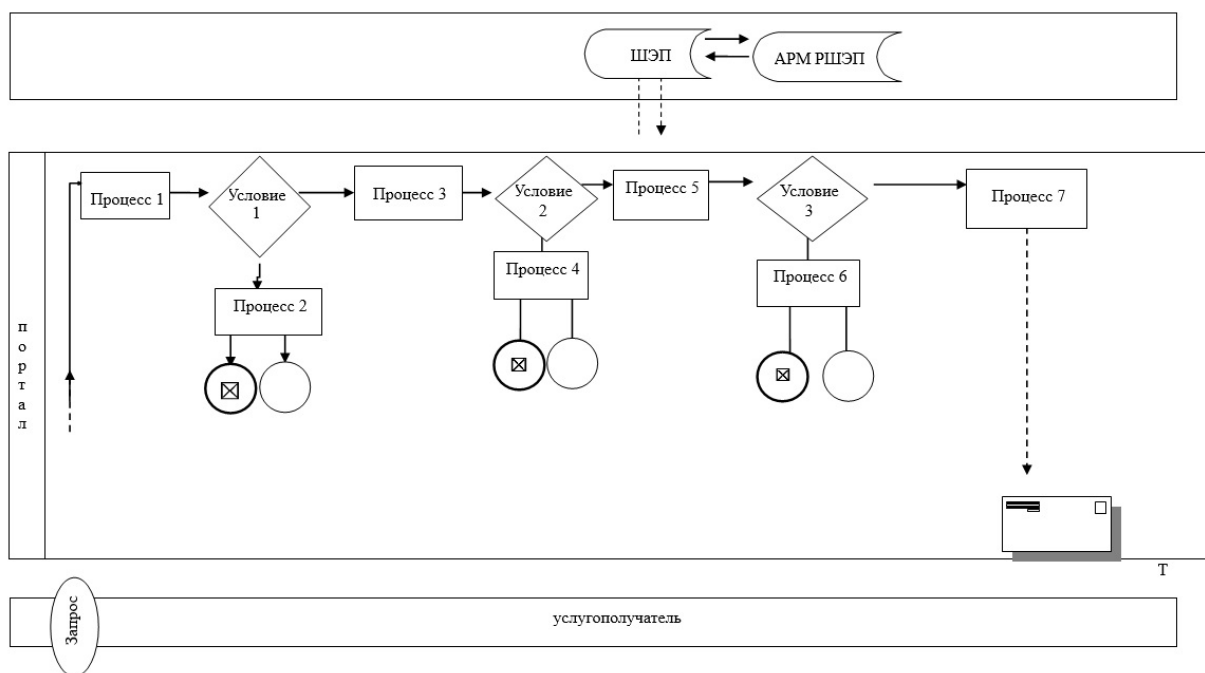 ШЭП
АРМ РШЭП
Процесс 1
Условие
1
Процесс 3
Условие
2
Процесс 5
Условие
3
Процесс 7
Процесс 2
Процесс 4
Процесс 6
портал
Т
Запрос
услугополучатель